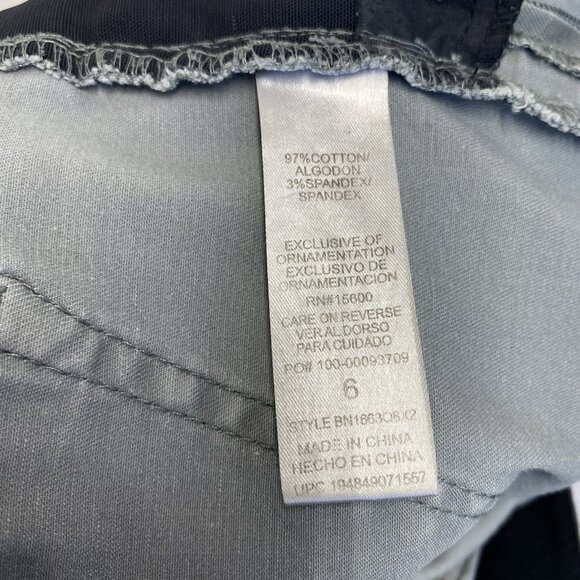 97%COTTON/
ALGODON
3%SPANDEX/
SPANDEX
EXCLUSIVE OF
ORNAMENTATION
EXCLUSIVO DE
ORNAMENTACION
RN#15600
CARE ON REVERSE
VER AL DORSO
PARA CUIDADO
PO# 100-00093709
6
STYLE BN1663Q8X2
MADE IN CHINA
HECHO EN CHINA
UPC 194849071557